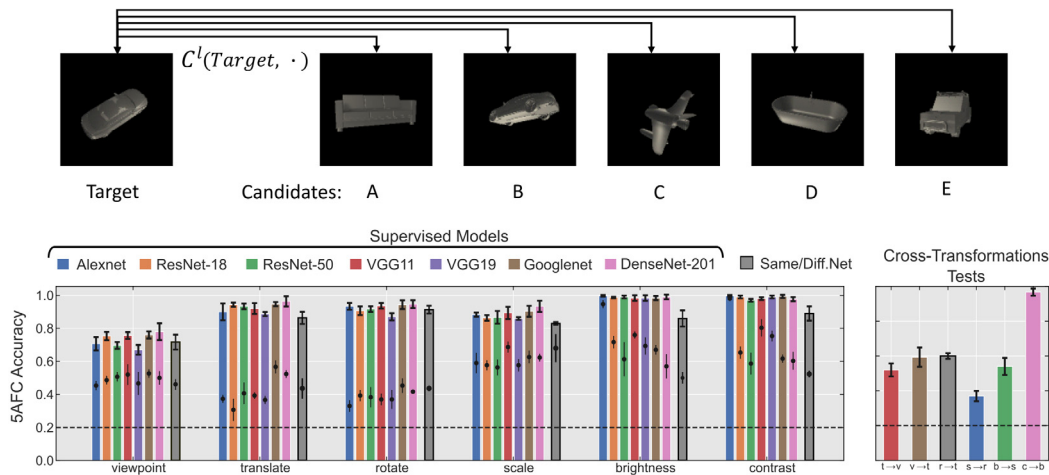 C^l(Target, ·)
Target
Candidates: A B C D E
Supervised Models
Alexnet ResNet-18 ResNet-50 VGG11 VGG19 Googlenet DenseNet-201 Same/Diff.Net
Cross-Transformations
Tests
5AFC Accuracy
1.0
0.8
0.6
0.4
0.2
0.0
viewpoint translate rotate scale brightness contrast
t→v v→t r→t s→r b→s c→b